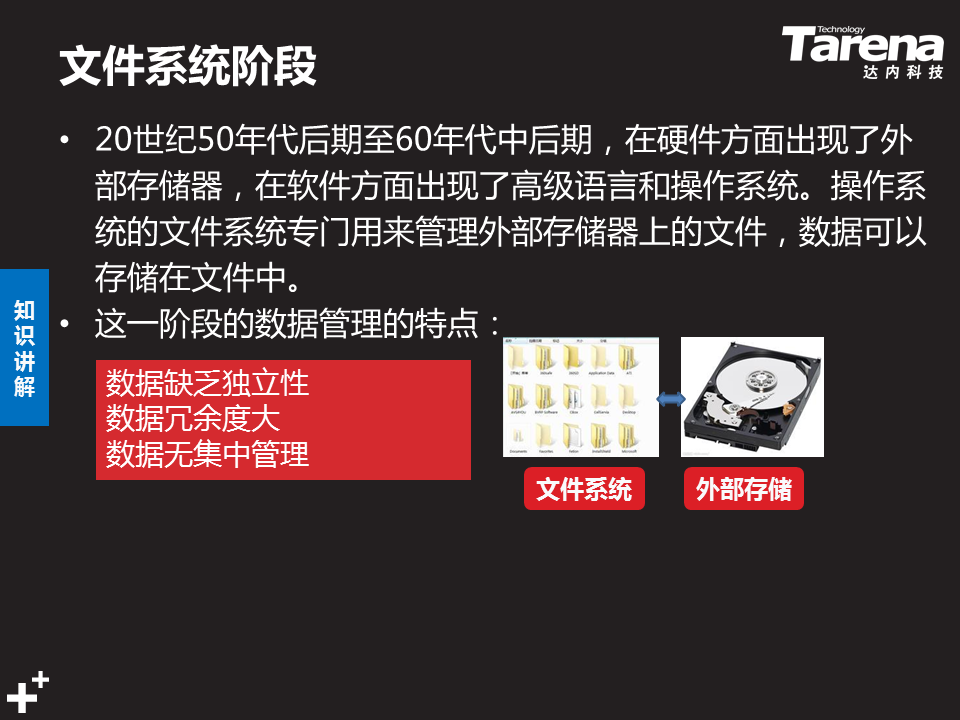 文件系统阶段
Technology
Tarena
达内科技
• 20世纪50年代后期至60年代中后期，在硬件方面出现了外
部存储器，在软件方面出现了高级语言和操作系统。操作系
统的文件系统专门用来管理外部存储器上的文件，数据可以
存储在文件中。
知识讲解
• 这一阶段的数据管理的特点：
数据缺乏独立性
数据冗余度大
数据无集中管理
Application Data
Desktop
Documents
Favorites
Microsoft
文件系统
外部存储